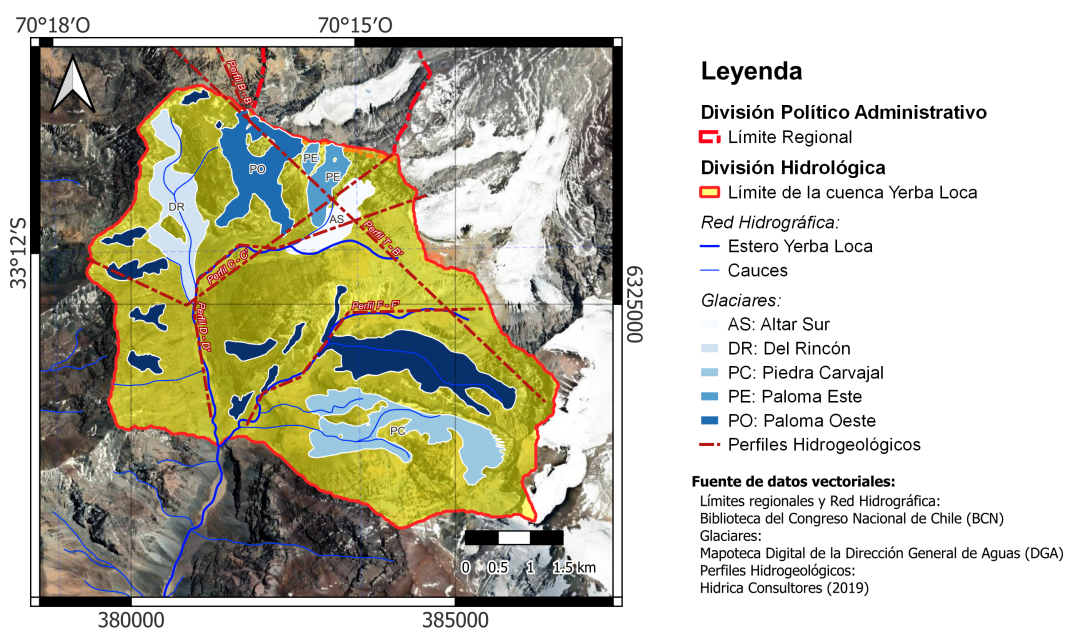 70°18′O
70°15′O
33°12′S
6325000
380000
385000
Perfil B - B'
PO
PE
PE
DR
AS
Perfil T - B'
Perfil C - C'
Perfil F - F'
Perfil D - D'
PC
0 0.5 1 1.5 km
Leyenda
División Político Administrativo
Límite Regional
División Hidrológica
Límite de la cuenca Yerba Loca
Red Hidrográfica:
Estero Yerba Loca
Cauces
Glaciares:
AS: Altar Sur
DR: Del Rincón
PC: Piedra Carvajal
PE: Paloma Este
PO: Paloma Oeste
Perfiles Hidrogeológicos
Fuente de datos vectoriales:
Límites regionales y Red Hidrográfica:
Biblioteca del Congreso Nacional de Chile (BCN)
Glaciares:
Mapoteca Digital de la Dirección General de Aguas (DGA)
Perfiles Hidrogeológicos:
Hidrica Consultores (2019)